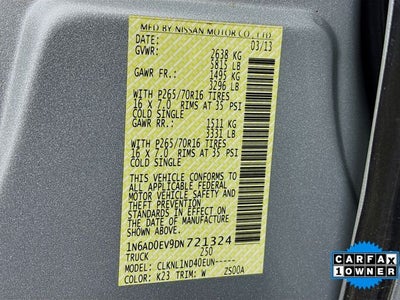 MFD BY NISSAN MOTOR CO., LTD
DATE: 03/13
GVWR: 2638 KG
5815 LB
GAWR FR.: 1495 KG
3296 LB
WITH P265/70R16 TIRES
16 X 7.0 RIMS AT 35 PSI
COLD SINGLE
GAWR RR.: 1511 KG
3331 LB
WITH P265/70R16 TIRES
16 X 7.0 RIMS AT 35 PSI
COLD SINGLE
THIS VEHICLE CONFORMS TO
ALL APPLICABLE FEDERAL
MOTOR VEHICLE SAFETY
STANDARDS IN EFFECT ON THE
DATE OF MANUFACTURE
SHOWN ABOVE.
1N6AD0EV9DN721324
TRUCK 250
MODEL: CLKNL1ND40EUN-----
COLOR: K23 TRIM: W ZS00A
CARFAX
1OWNER